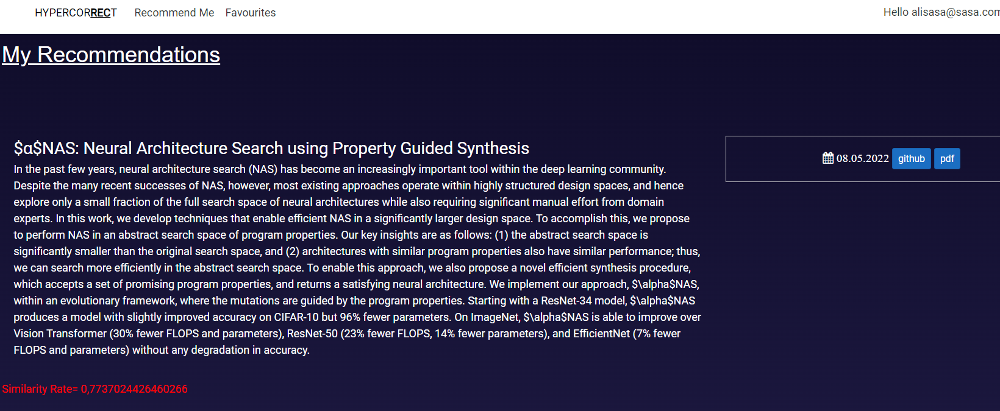 HYPERCORRECT Recommend Me Favourites Hello alisasa@sasa.com
My Recommendations
$α$NAS: Neural Architecture Search using Property Guided Synthesis
08.05.2022 github pdf
In the past few years, neural architecture search (NAS) has become an increasingly important tool within the deep learning community.
Despite the many recent successes of NAS, however, most existing approaches operate within highly structured design spaces, and hence
explore only a small fraction of the full search space of neural architectures while also requiring significant manual effort from domain
experts. In this work, we develop techniques that enable efficient NAS in a significantly larger design space. To accomplish this, we propose
to perform NAS in an abstract search space of program properties. Our key insights are as follows: (1) the abstract search space is
significantly smaller than the original search space, and (2) architectures with similar program properties also have similar performance; thus,
we can search more efficiently in the abstract search space. To enable this approach, we also propose a novel efficient synthesis procedure,
which accepts a set of promising program properties, and returns a satisfying neural architecture. We implement our approach, $\alpha$NAS,
within an evolutionary framework, where the mutations are guided by the program properties. Starting with a ResNet-34 model, $\alpha$NAS
produces a model with slightly improved accuracy on CIFAR-10 but 96% fewer parameters. On ImageNet, $\alpha$NAS is able to improve over
Vision Transformer (30% fewer FLOPS and parameters), ResNet-50 (23% fewer FLOPS, 14% fewer parameters), and EfficientNet (7% fewer
FLOPS and parameters) without any degradation in accuracy.
Similarity Rate= 0,7737024426460266